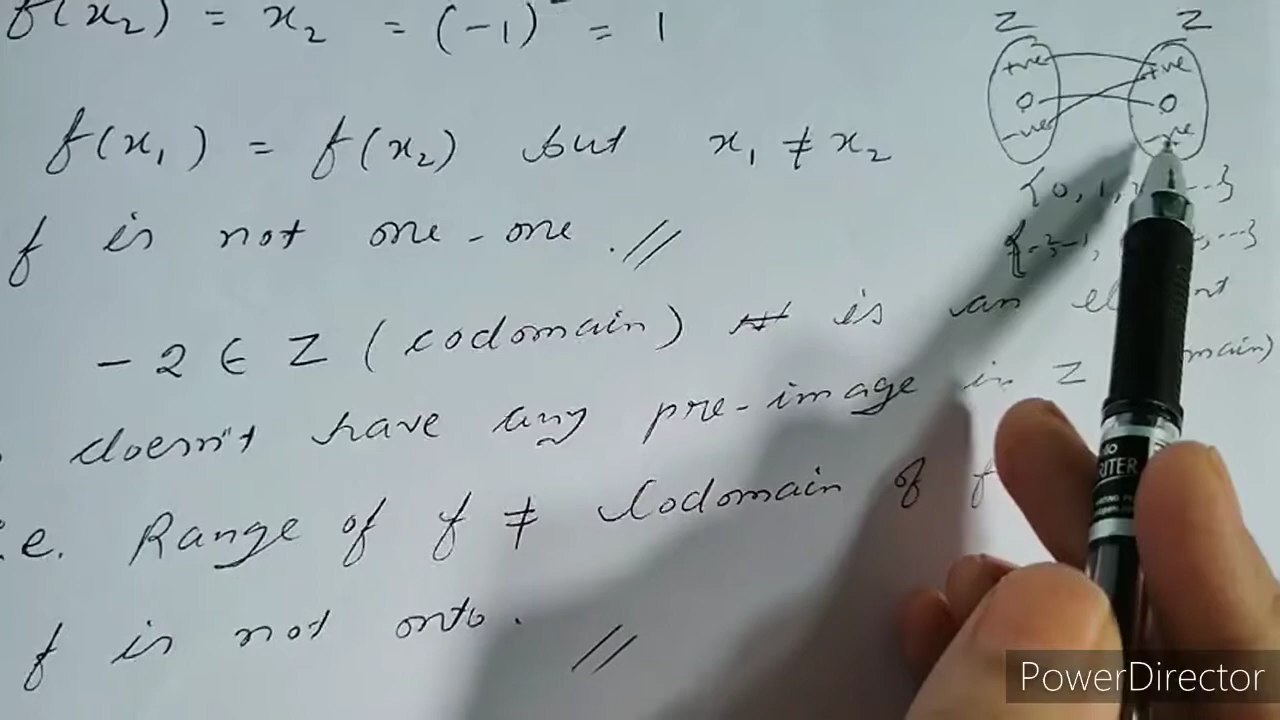 f(x₂) = x₂ = (-1)² = 1
Z Z
+ve +ve
0 0
-ve -ve
f(x₁) = f(x₂) but x₁ ≠ x₂
{0, 1, --}
f is not one-one. //
-2 ∈ Z (codomain) is an
doesn't have any pre-image in Z
i.e. Range of f ≠ Codomain of f
f is not onto. //
RITER
PowerDirector